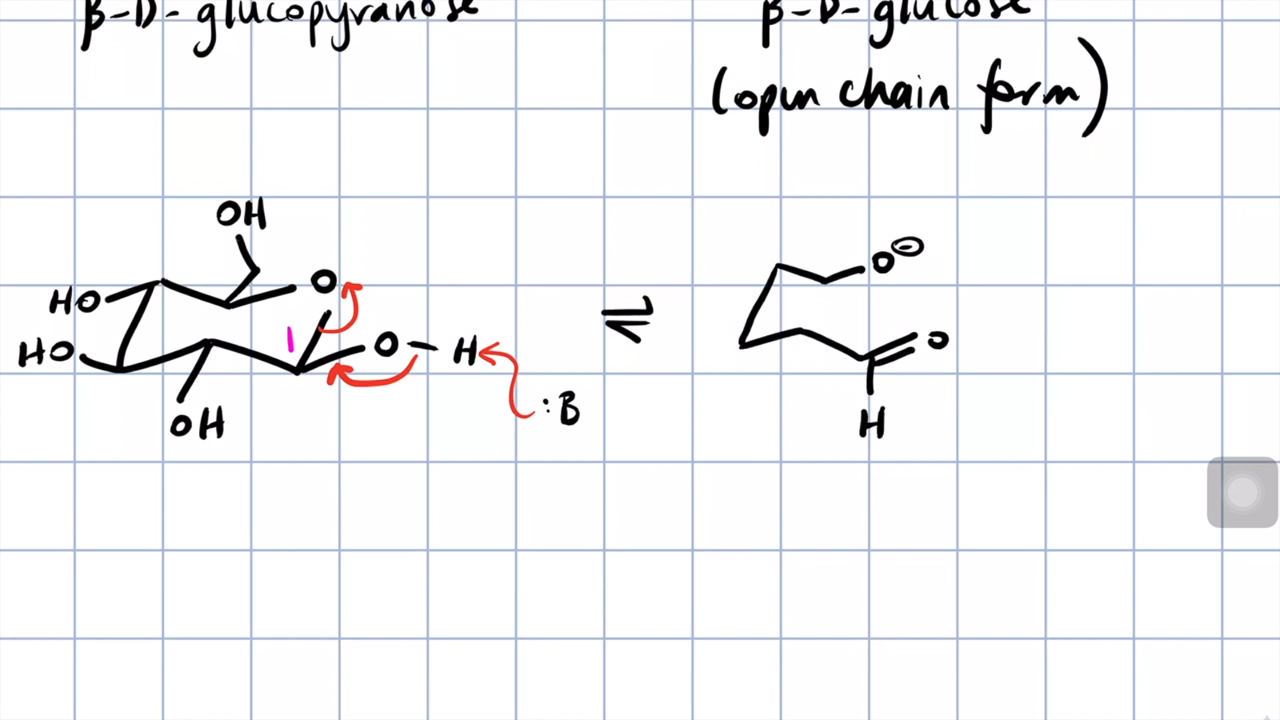 β-D-glucopyranose
β-D-glucose
(open chain form)
OH
HO
O
HO
1
O
H
:B
OH
O⊖
O
H